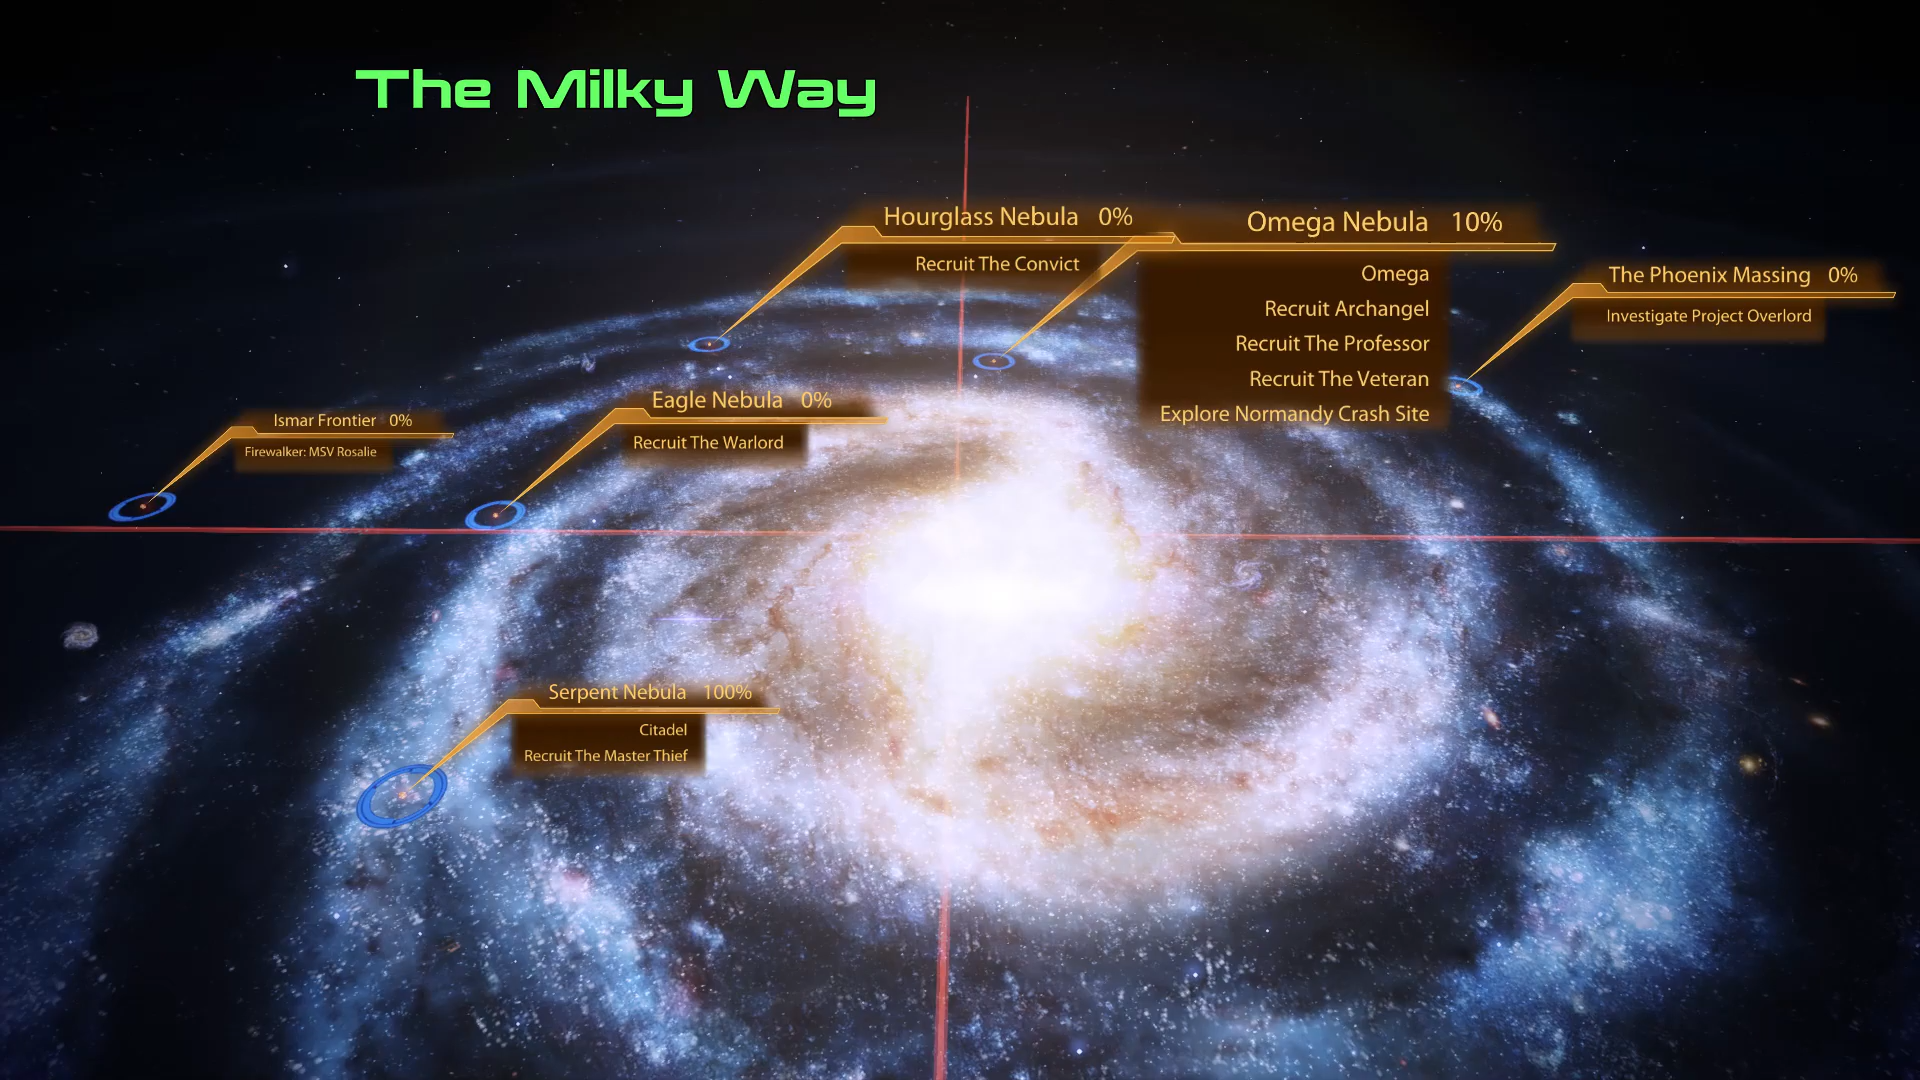 The Milky Way
Hourglass Nebula 0%
Recruit The Convict
Omega Nebula 10%
Omega
Recruit Archangel
Recruit The Professor
Recruit The Veteran
Explore Normandy Crash Site
The Phoenix Massing 0%
Investigate Project Overlord
Ismar Frontier 0%
Firewalker: MSV Rosalie
Eagle Nebula 0%
Recruit The Warlord
Serpent Nebula 100%
Citadel
Recruit The Master Thief